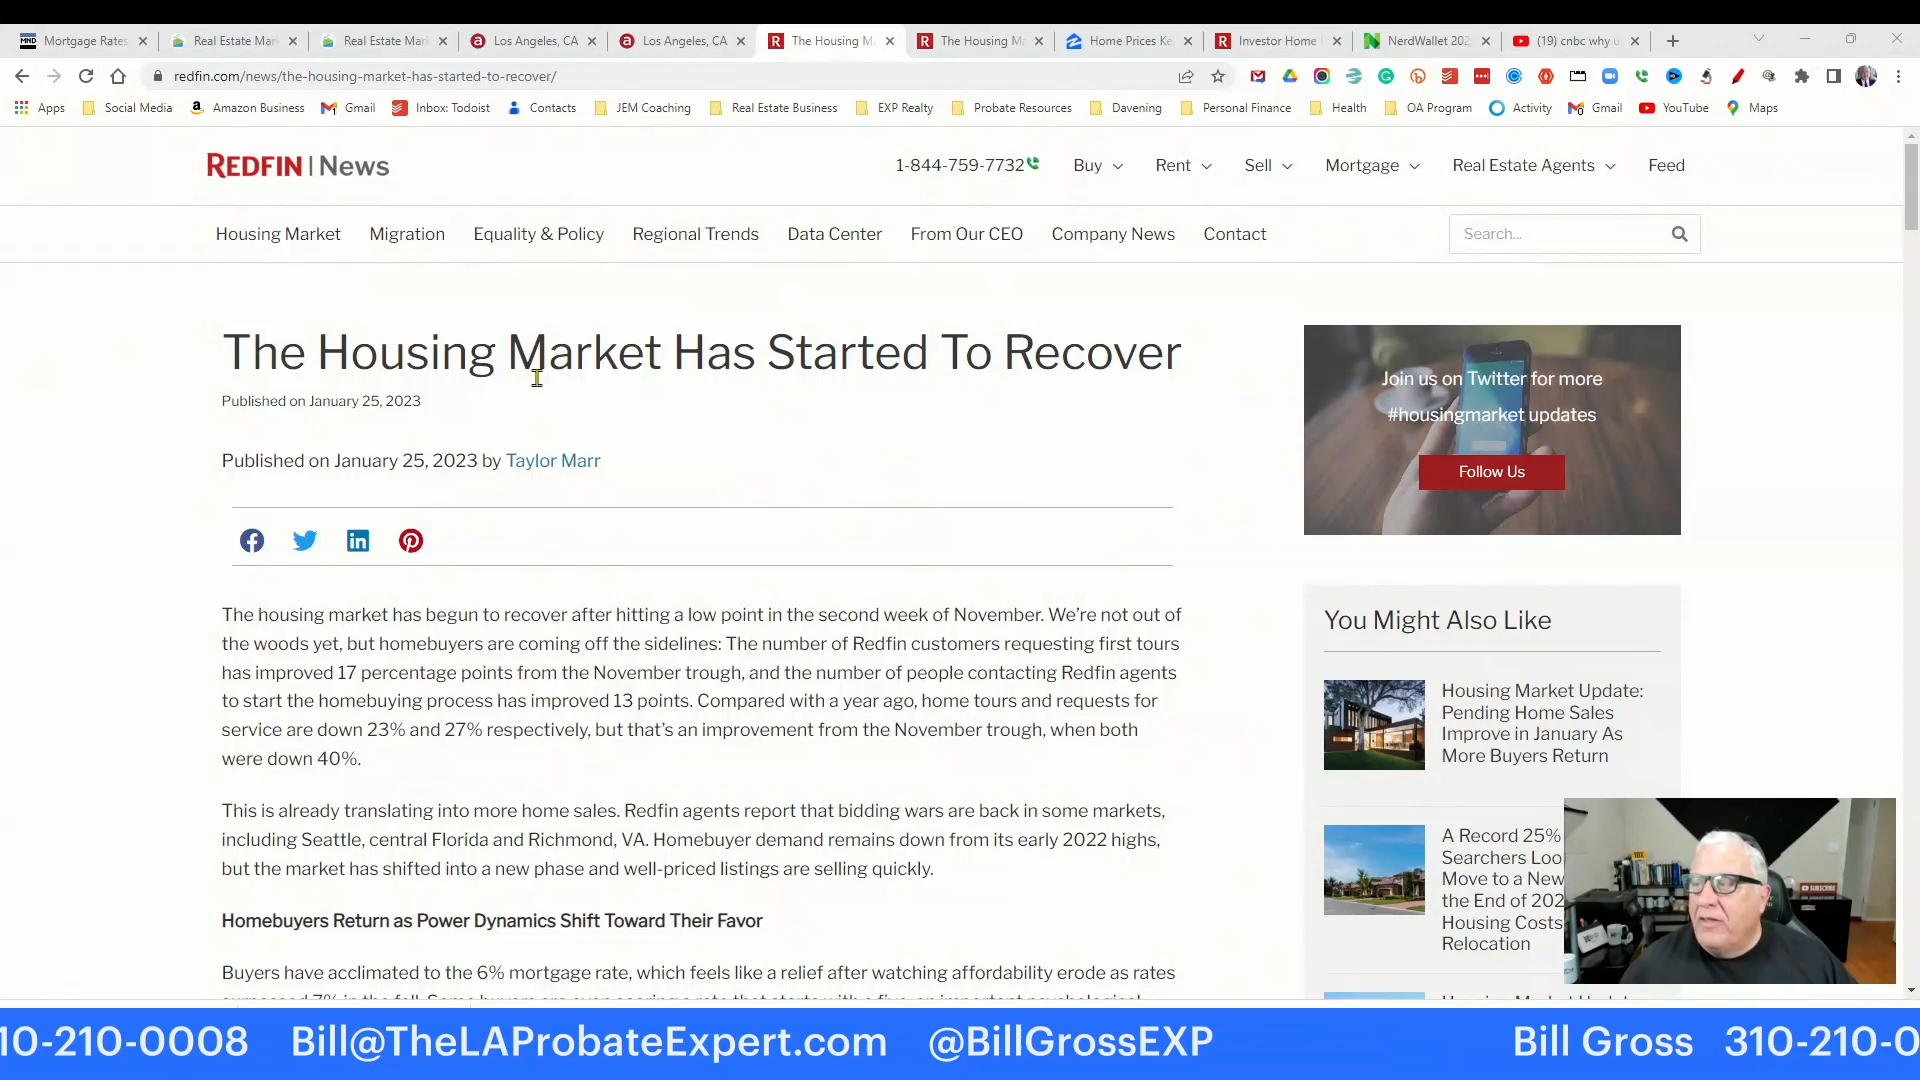 Mortgage Rates
Real Estate Mar
Real Estate Mar
Los Angeles, CA
Los Angeles, CA
The Housing M
The Housing Ma
Home Prices Ke
Investor Home
NerdWallet 202
(19) cnbc why u
redfin.com/news/the-housing-market-has-started-to-recover/
Apps
Social Media
Amazon Business
Gmail
Inbox: Todoist
Contacts
JEM Coaching
Real Estate Business
EXP Realty
Probate Resources
Davening
Personal Finance
Health
OA Program
Activity
Gmail
YouTube
Maps
REDFIN | News
1-844-759-7732
Buy
Rent
Sell
Mortgage
Real Estate Agents
Feed
Housing Market
Migration
Equality & Policy
Regional Trends
Data Center
From Our CEO
Company News
Contact
Search...
The Housing Market Has Started To Recover
Published on January 25, 2023
Published on January 25, 2023 by Taylor Marr
The housing market has begun to recover after hitting a low point in the second week of November. We’re not out of
the woods yet, but homebuyers are coming off the sidelines: The number of Redfin customers requesting first tours
has improved 17 percentage points from the November trough, and the number of people contacting Redfin agents
to start the homebuying process has improved 13 points. Compared with a year ago, home tours and requests for
service are down 23% and 27% respectively, but that’s an improvement from the November trough, when both
were down 40%.
This is already translating into more home sales. Redfin agents report that bidding wars are back in some markets,
including Seattle, central Florida and Richmond, VA. Homebuyer demand remains down from its early 2022 highs,
but the market has shifted into a new phase and well-priced listings are selling quickly.
Homebuyers Return as Power Dynamics Shift Toward Their Favor
Buyers have acclimated to the 6% mortgage rate, which feels like a relief after watching affordability erode as rates
Join us on Twitter for more
#housingmarket updates
Follow Us
You Might Also Like
Housing Market Update:
Pending Home Sales
Improve in January As
More Buyers Return
A Record 25%
Searchers Loo
Move to a New
the End of 202
Housing Costs
Relocation
SUBSCRIBE
10-210-0008 Bill@TheLAProbateExpert.com @BillGrossEXP Bill Gross 310-210-0